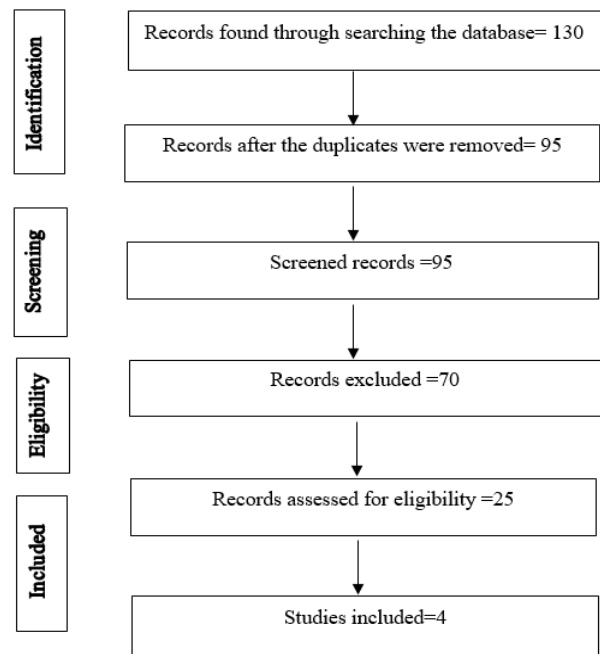 Identification
Records found through searching the database= 130
Records after the duplicates were removed= 95
Screening
Screened records =95
Eligibility
Records excluded =70
Records assessed for eligibility =25
Included
Studies included=4